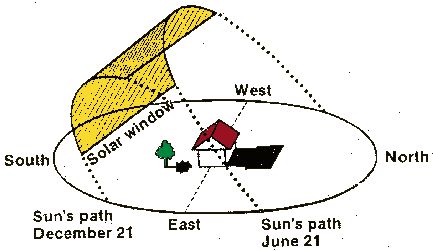 West
Solar window
South
North
Sun's path
December 21
East
Sun's path
June 21